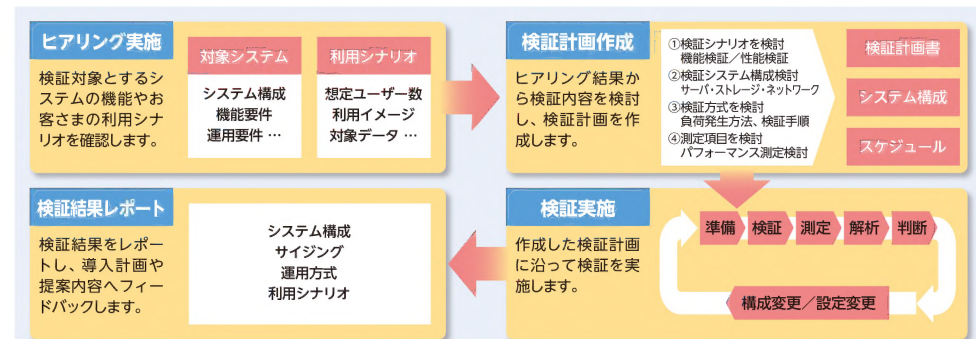 ヒアリング実施
検証対象とするシ
ステムの機能やお
客さまの利用シナ
リオを確認します。
対象システム
システム構成
機能要件
運用要件 …
利用シナリオ
想定ユーザー数
利用イメージ
対象データ …
検証計画作成
ヒアリング結果か
ら検証内容を検討
し、検証計画を作
成します。
①検証シナリオを検討
機能検証／性能検証
②検証システム構成検討
サーバ・ストレージ・ネットワーク
③検証方式を検討
負荷発生方法、検証手順
④測定項目を検討
パフォーマンス測定検討
検証計画書
システム構成
スケジュール
検証実施
作成した検証計画
に沿って検証を実
施します。
準備 検証 測定 解析 判断
構成変更／設定変更
検証結果レポート
検証結果をレポー
トし、導入計画や
提案内容へフィー
ドバックします。
システム構成
サイジング
運用方式
利用シナリオ